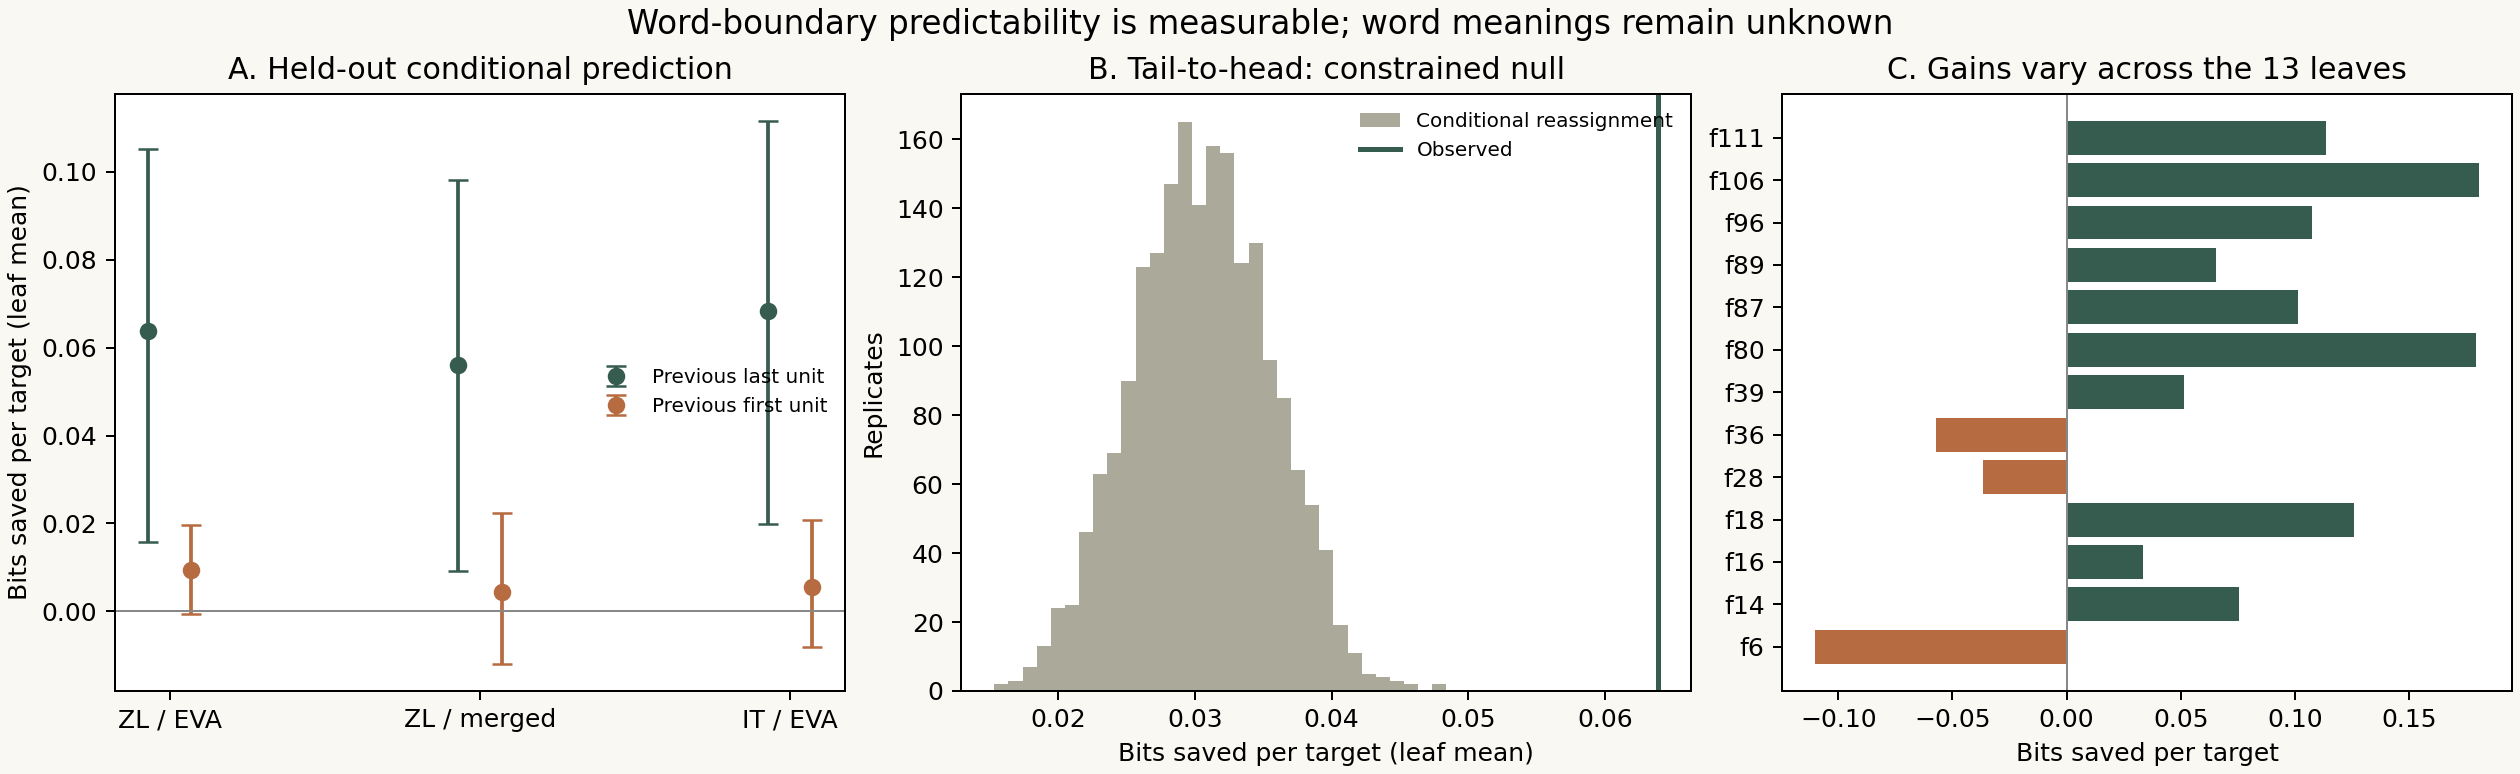 Word-boundary predictability is measurable; word meanings remain unknown
A. Held-out conditional prediction
Bits saved per target (leaf mean)
0.10
0.08
0.06
0.04
0.02
0.00
Previous last unit
Previous first unit
ZL / EVA
ZL / merged
IT / EVA
B. Tail-to-head: constrained null
Replicates
160
140
120
100
80
60
40
20
0
Conditional reassignment
Observed
0.02
0.03
0.04
0.05
0.06
Bits saved per target (leaf mean)
C. Gains vary across the 13 leaves
f111
f106
f96
f89
f87
f80
f39
f36
f28
f18
f16
f14
f6
−0.10
−0.05
0.00
0.05
0.10
0.15
Bits saved per target